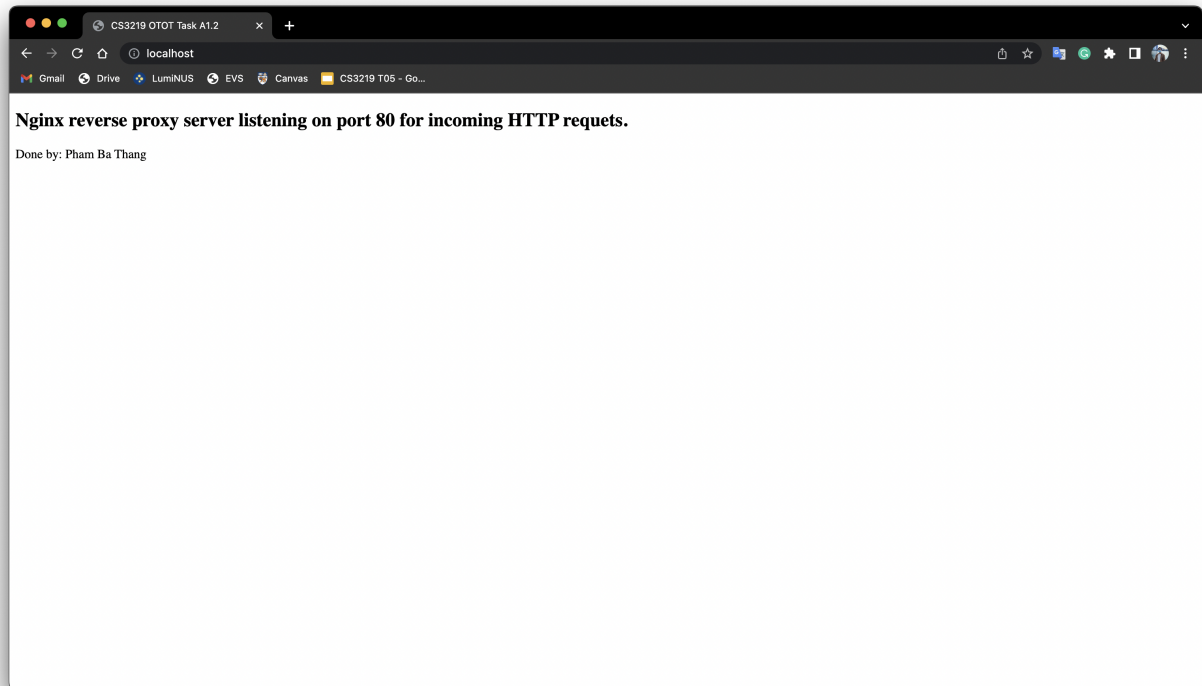 CS3219 OTOT Task A1.2
localhost
Gmail Drive LumiNUS EVS Canvas CS3219 T05 - Go...
Nginx reverse proxy server listening on port 80 for incoming HTTP requets.
Done by: Pham Ba Thang